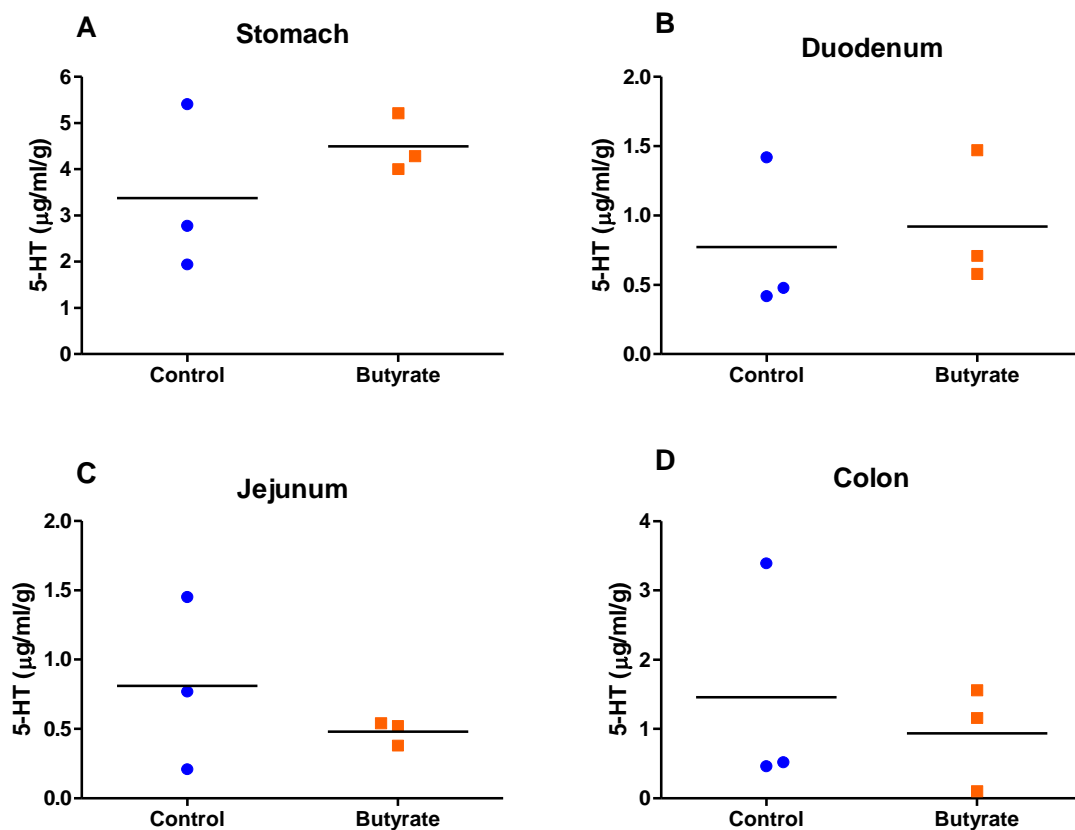 A
Stomach
5-HT (μg/ml/g)
6
5
4
3
2
1
0
Control
Butyrate
B
Duodenum
5-HT (μg/ml/g)
2.0
1.5
1.0
0.5
0.0
Control
Butyrate
C
Jejunum
5-HT (μg/ml/g)
2.0
1.5
1.0
0.5
0.0
Control
Butyrate
D
Colon
5-HT (μg/ml/g)
4
3
2
1
0
Control
Butyrate